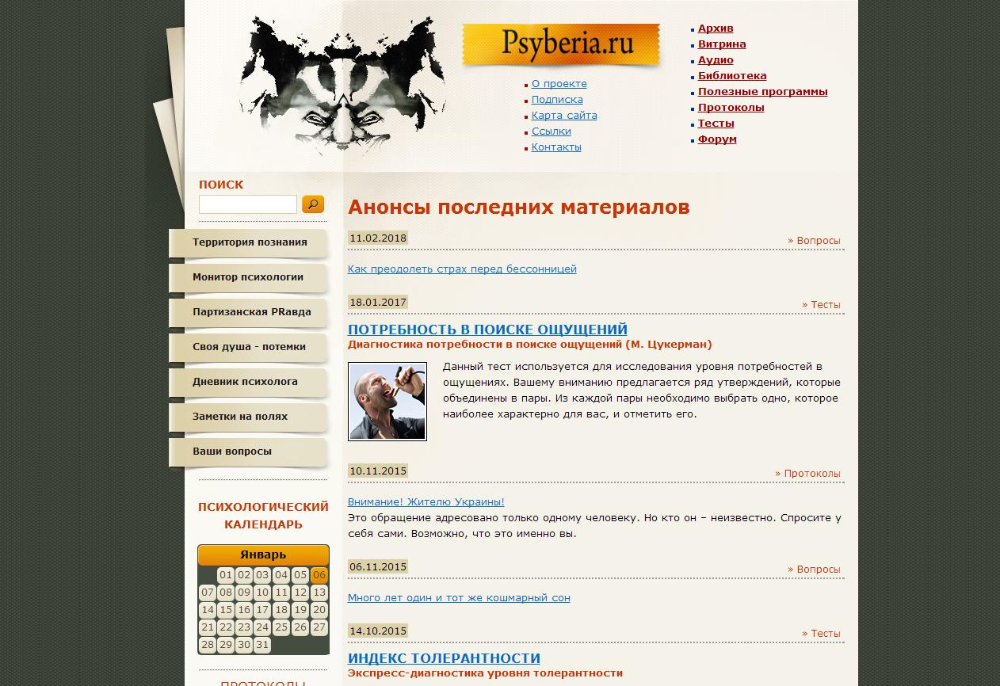 Psyberia.ru
О проекте
Подписка
Карта сайта
Ссылки
Контакты
Архив
Витрина
Аудио
Библиотека
Полезные программы
Протоколы
Тесты
Форум
ПОИСК
Территория познания
Монитор психологии
Партизанская PRавда
Своя душа - потемки
Дневник психолога
Заметки на полях
Ваши вопросы
ПСИХОЛОГИЧЕСКИЙ
КАЛЕНДАРЬ
Январь
01 02 03 04 05 06
07 08 09 10 11 12 13
14 15 16 17 18 19 20
21 22 23 24 25 26 27
28 29 30 31
ПРОТОКОЛЫ
Анонсы последних материалов
11.02.2018
» Вопросы
Как преодолеть страх перед бессонницей
18.01.2017
» Тесты
ПОТРЕБНОСТЬ В ПОИСКЕ ОЩУЩЕНИЙ
Диагностика потребности в поиске ощущений (М. Цукерман)
Данный тест используется для исследования уровня потребностей в
ощущениях. Вашему вниманию предлагается ряд утверждений, которые
объединены в пары. Из каждой пары необходимо выбрать одно, которое
наиболее характерно для вас, и отметить его.
10.11.2015
» Протоколы
Внимание! Жителю Украины!
Это обращение адресовано только одному человеку. Но кто он – неизвестно. Спросите у
себя сами. Возможно, что это именно вы.
06.11.2015
» Вопросы
Много лет один и тот же кошмарный сон
14.10.2015
» Тесты
ИНДЕКС ТОЛЕРАНТНОСТИ
Экспресс-диагностика уровня толерантности